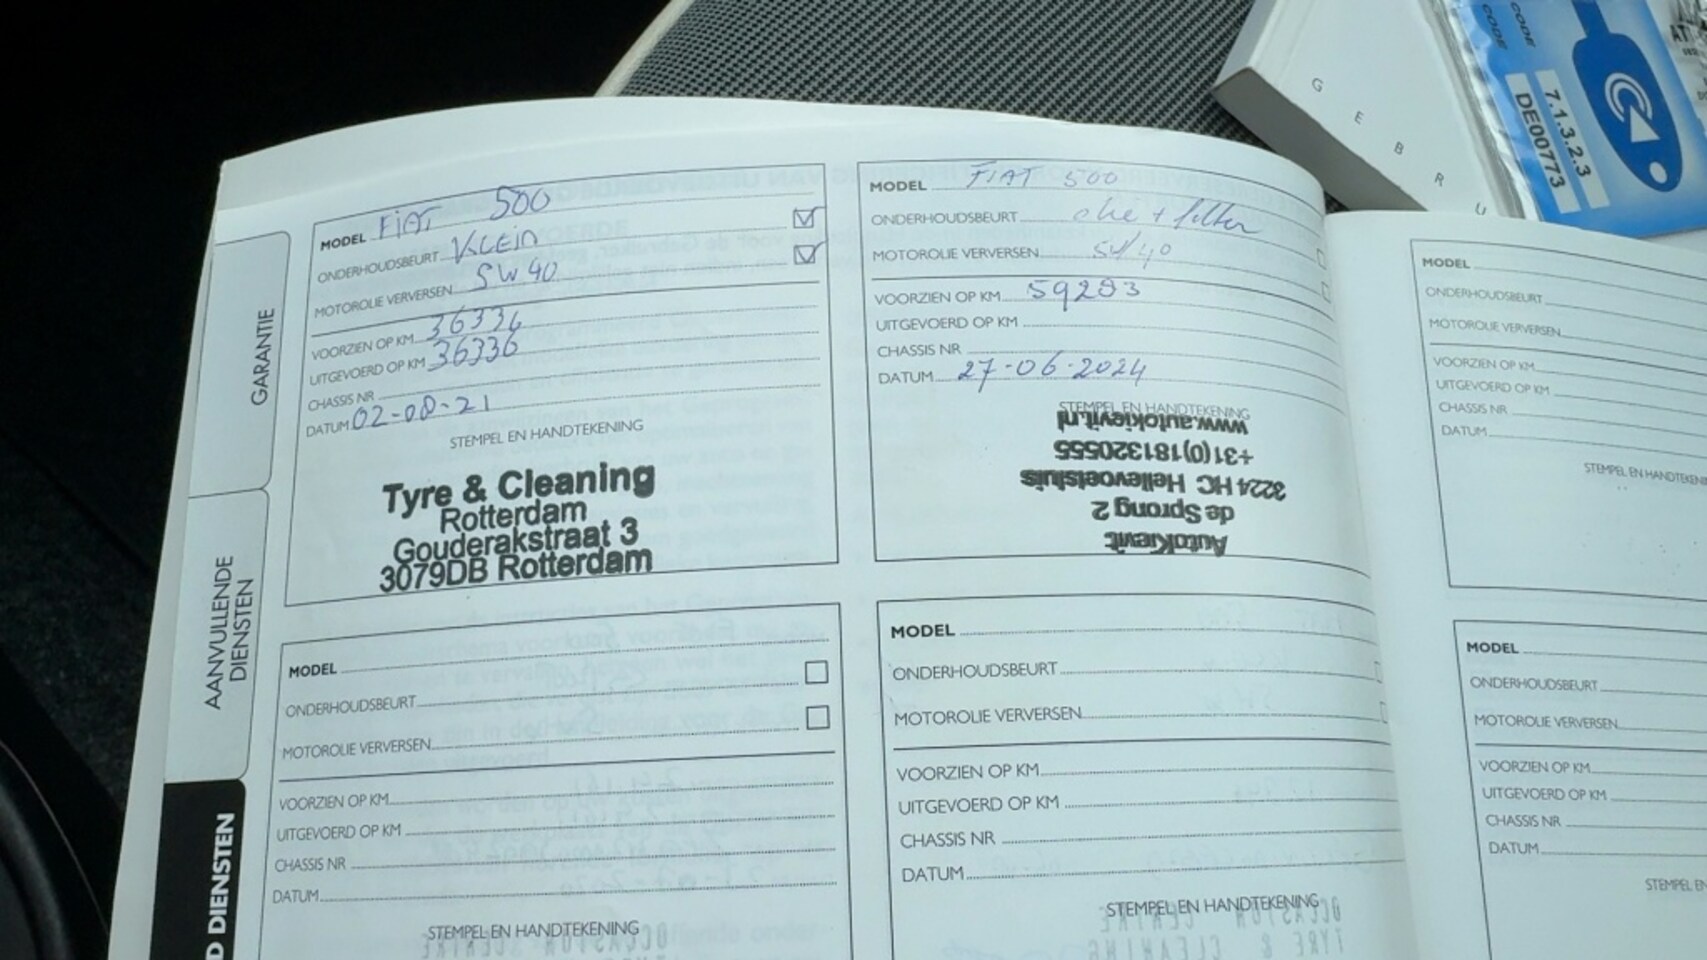 GARANTIE
AANVULLENDE
DIENSTEN
D DIENSTEN
MODEL FIAT 500
ONDERHOUDSBEURT KLEIN
MOTOROLIE VERVERSEN 5W40
VOORZIEN OP KM 36336
UITGEVOERD OP KM 36336
CHASSIS NR
DATUM 02-08-21
STEMPEL EN HANDTEKENING
Tyre & Cleaning
Rotterdam
Gouderakstraat 3
3079DB Rotterdam
MODEL FIAT 500
ONDERHOUDSBEURT olie + filter
MOTOROLIE VERVERSEN 5W40
VOORZIEN OP KM 59283
UITGEVOERD OP KM
CHASSIS NR
DATUM 27-06-2024
STEMPEL EN HANDTEKENING
AutoKievit
de Sprong 2
3224 HC Hellevoetsluis
+31(0)181320555
www.autokievit.nl
MODEL
ONDERHOUDSBEURT
MOTOROLIE VERVERSEN
VOORZIEN OP KM
UITGEVOERD OP KM
CHASSIS NR
DATUM
STEMPEL EN HANDTEKENING
MODEL
ONDERHOUDSBEURT
MOTOROLIE VERVERSEN
VOORZIEN OP KM
UITGEVOERD OP KM
CHASSIS NR
DATUM
STEMPEL EN HANDTEKENING
MODEL
ONDERHOUDSBEURT
MOTOROLIE VERVERSEN
VOORZIEN OP KM
UITGEVOERD OP KM
CHASSIS NR
DATUM
STEMPEL EN HANDTEKEN
MODEL
ONDERHOUDSBEURT
MOTOROLIE VERVERSEN
VOORZIEN OP KM
UITGEVOERD OP KM
CHASSIS NR
DATUM
STEMPEL EN
GEBRU
CODE
CODE
7.1.3.2.3
DE00773